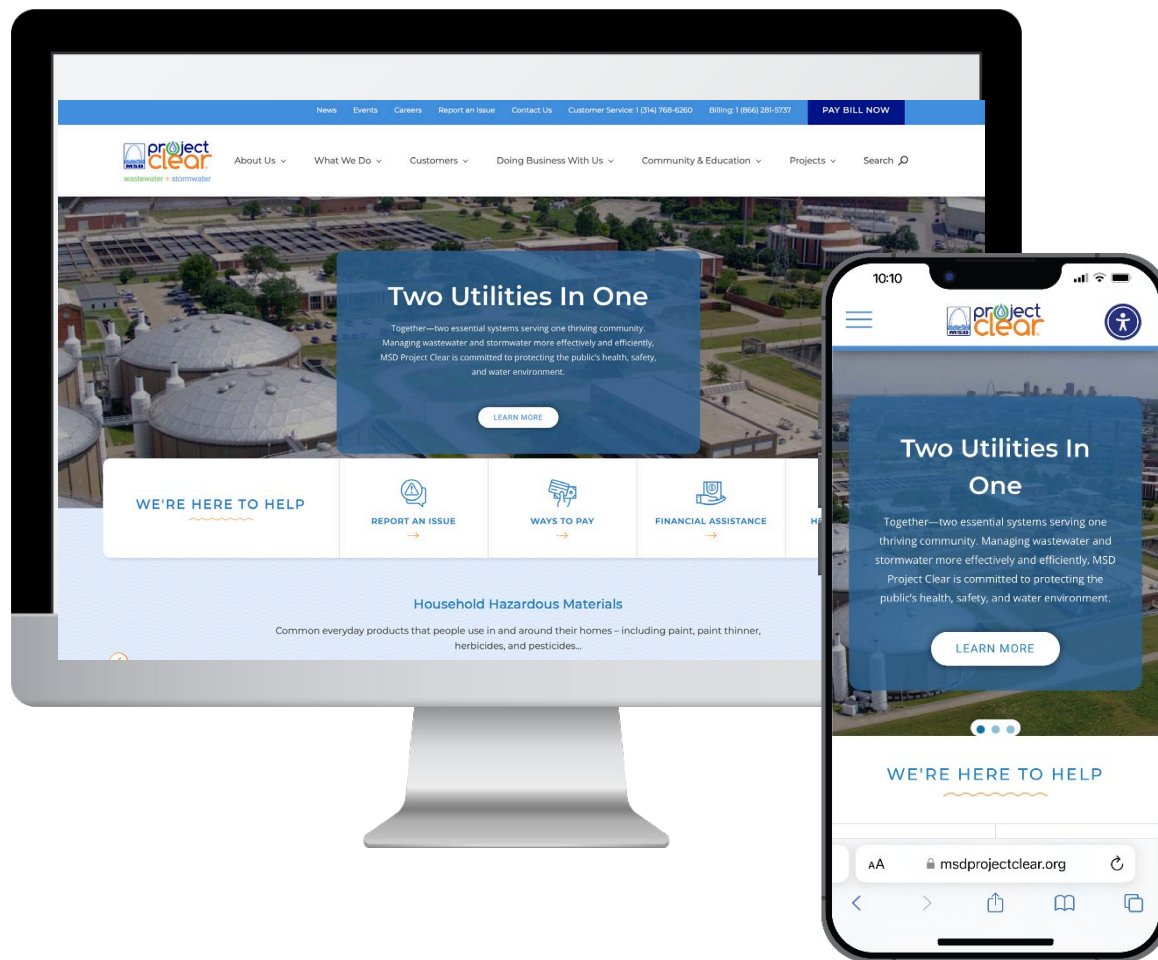 News Events Careers Report an Issue Contact Us Customer Service: 1 (314) 768-6260 Billing: 1 (866) 281-5737 PAY BILL NOW
MSD project clear
wastewater + stormwater
About Us What We Do Customers Doing Business With Us Community & Education Projects Search
Two Utilities In One
Together—two essential systems serving one thriving community.
Managing wastewater and stormwater more effectively and efficiently,
MSD Project Clear is committed to protecting the public's health, safety,
and water environment.
LEARN MORE
WE'RE HERE TO HELP
REPORT AN ISSUE
WAYS TO PAY
FINANCIAL ASSISTANCE
Household Hazardous Materials
Common everyday products that people use in and around their homes – including paint, paint thinner,
herbicides, and pesticides...
10:10
MSD project clear
Two Utilities In
One
Together—two essential systems serving one
thriving community. Managing wastewater and
stormwater more effectively and efficiently, MSD
Project Clear is committed to protecting the
public's health, safety, and water environment.
LEARN MORE
WE'RE HERE TO HELP
AA msdprojectclear.org